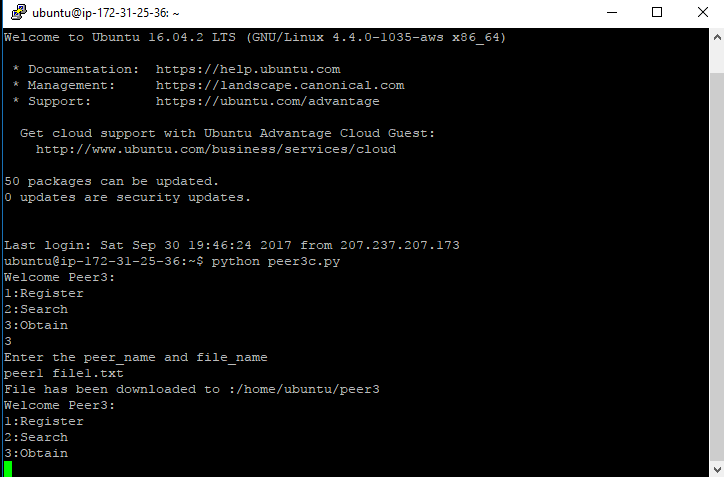 ubuntu@ip-172-31-25-36: ~
Welcome to Ubuntu 16.04.2 LTS (GNU/Linux 4.4.0-1035-aws x86_64)
* Documentation:  https://help.ubuntu.com
* Management:     https://landscape.canonical.com
* Support:        https://ubuntu.com/advantage
Get cloud support with Ubuntu Advantage Cloud Guest:
http://www.ubuntu.com/business/services/cloud
50 packages can be updated.
0 updates are security updates.
Last login: Sat Sep 30 19:46:24 2017 from 207.237.207.173
ubuntu@ip-172-31-25-36:~$ python peer3c.py
Welcome Peer3:
1:Register
2:Search
3:Obtain
3
Enter the peer_name and file_name
peer1 file1.txt
File has been downloaded to :/home/ubuntu/peer3
Welcome Peer3:
1:Register
2:Search
3:Obtain